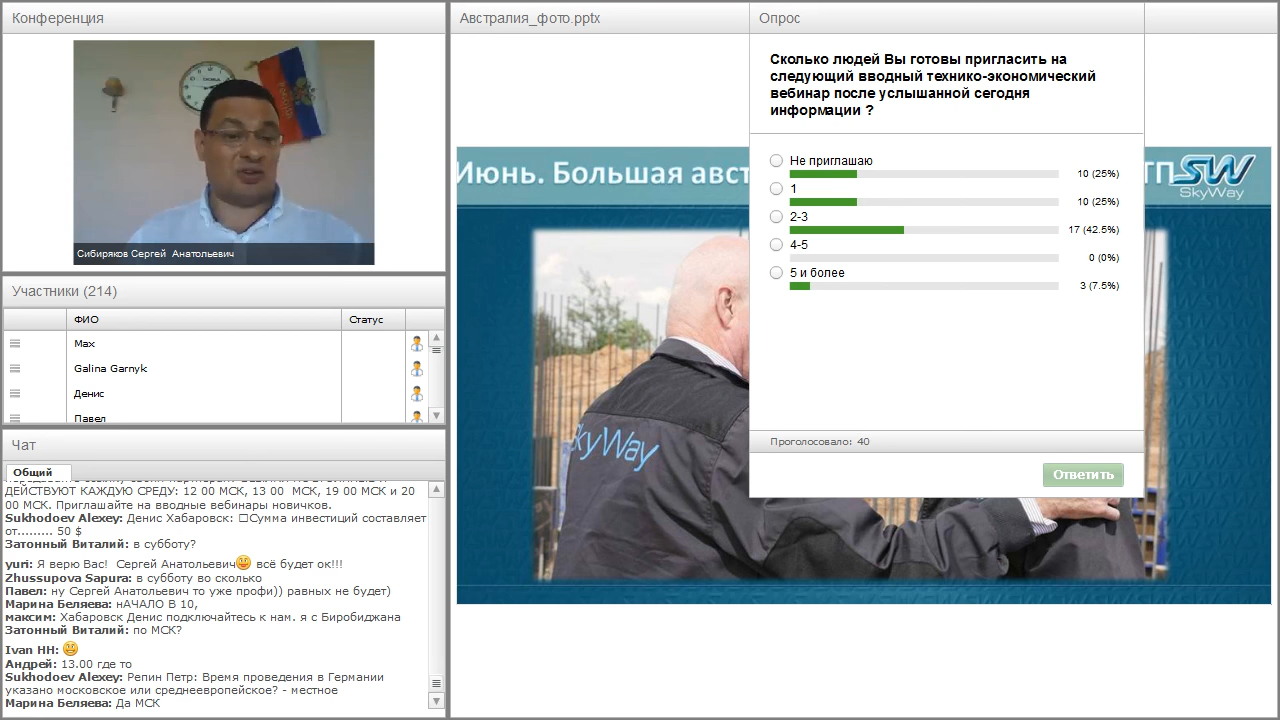 Конференция
Сибиряков Сергей Анатольевич
Участники (214)
ФИО
Статус
Max
Galina Garnyk
Денис
Павел
Чат
Общий
ДЕЙСТВУЮТ КАЖДУЮ СРЕДУ: 12 00 МСК, 13 00 МСК, 19 00 МСК и 20
00 МСК. Приглашайте на вводные вебинары новичков.
Sukhodoev Alexey: Денис Хабаровск: □Сумма инвестиций составляет
от......... 50 $
Затонный Виталий: в субботу?
yuri: Я верю Вас! Сергей Анатольевич всё будет ок!!!
Zhussupova Sapura: в субботу во сколько
Павел: ну Сергей Анатольевич то уже профи)) равных не будет)
Марина Беляева: нАЧАЛО В 10,
максим: Хабаровск Денис подключайтесь к нам. я с Биробиджана
Затонный Виталий: по МСК?
Ivan HH:
Андрей: 13.00 где то
Sukhodoev Alexey: Репин Петр: Время проведения в Германии
указано москевское или среднеевропейское? - местное
Марина Беляева: Да МСК
Австралия_фото.pptx
Июнь. Большая авст
ТП
SW
SkyWay
SkyWay
Опрос
Сколько людей Вы готовы пригласить на
следующий вводный технико-экономический
вебинар после услышанной сегодня
информации ?
Не приглашаю
10 (25%)
1
10 (25%)
2-3
17 (42.5%)
4-5
0 (0%)
5 и более
3 (7.5%)
Проголосовало: 40
Ответить